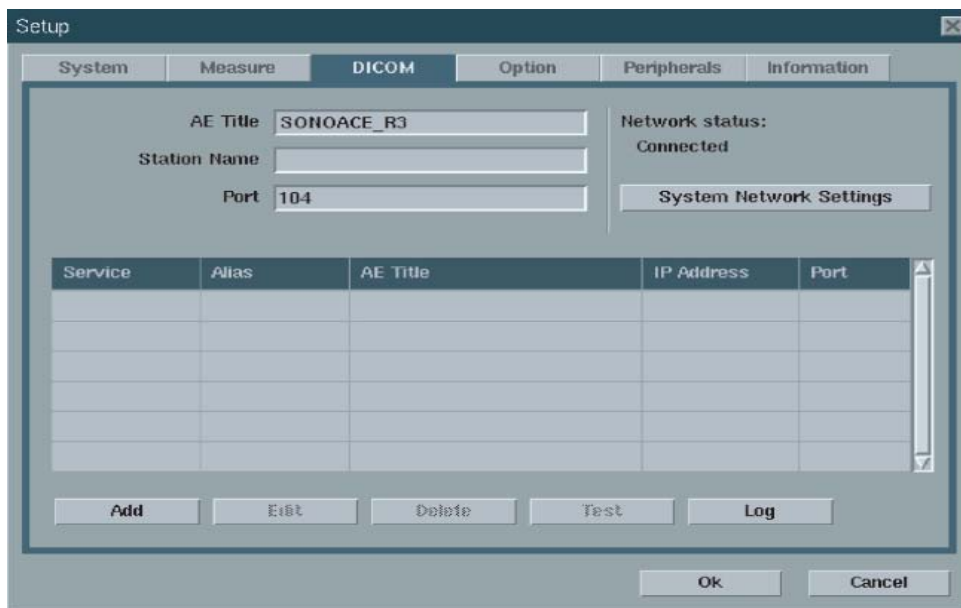 Setup
System Measure DICOM Option Peripherals Information
AE Title SONOACE_R3
Network status:
Connected
Station Name
Port 104
System Network Settings
Service Alias AE Title IP Address Port
Add Edit Delete Test Log
Ok Cancel